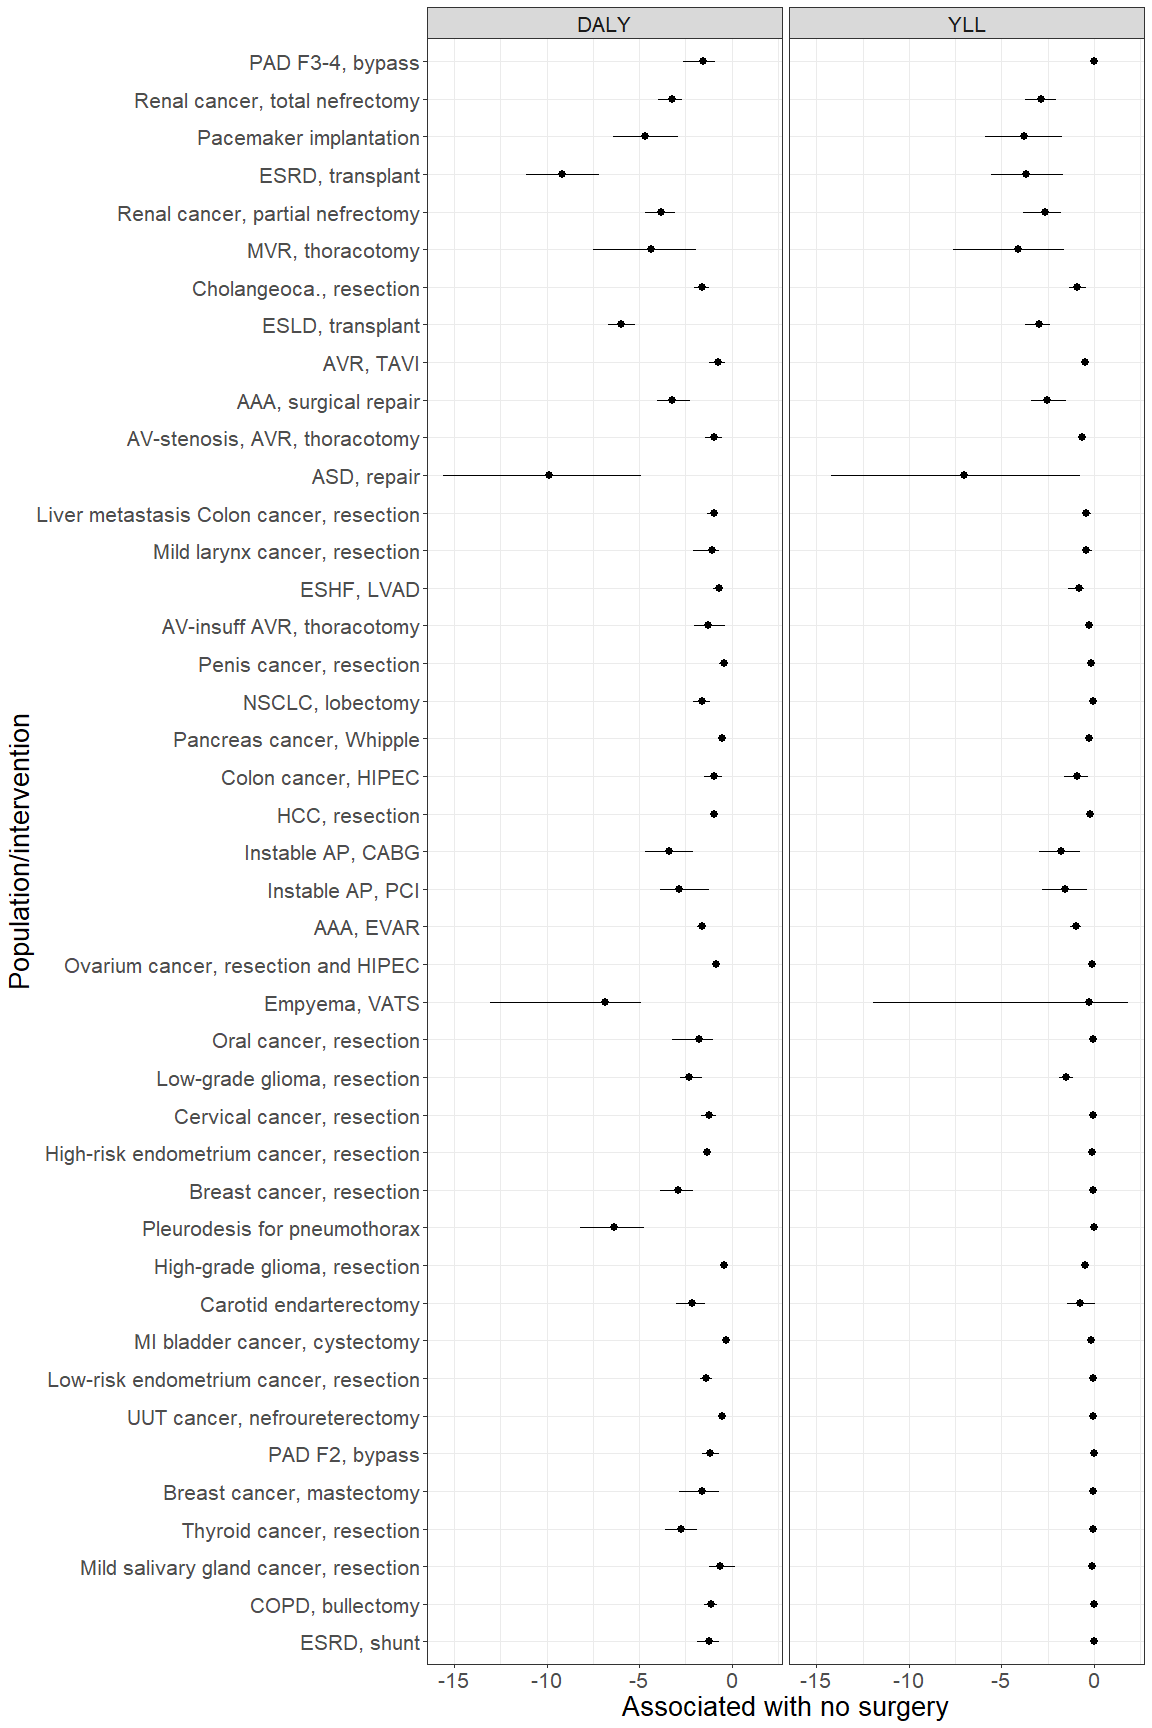 DALY
YLL
Population/intervention
PAD F3-4, bypass
Renal cancer, total nefrectomy
Pacemaker implantation
ESRD, transplant
Renal cancer, partial nefrectomy
MVR, thoracotomy
Cholangeoca., resection
ESLD, transplant
AVR, TAVI
AAA, surgical repair
AV-stenosis, AVR, thoracotomy
ASD, repair
Liver metastasis Colon cancer, resection
Mild larynx cancer, resection
ESHF, LVAD
AV-insuff AVR, thoracotomy
Penis cancer, resection
NSCLC, lobectomy
Pancreas cancer, Whipple
Colon cancer, HIPEC
HCC, resection
Instable AP, CABG
Instable AP, PCI
AAA, EVAR
Ovarium cancer, resection and HIPEC
Empyema, VATS
Oral cancer, resection
Low-grade glioma, resection
Cervical cancer, resection
High-risk endometrium cancer, resection
Breast cancer, resection
Pleurodesis for pneumothorax
High-grade glioma, resection
Carotid endarterectomy
MI bladder cancer, cystectomy
Low-risk endometrium cancer, resection
UUT cancer, nefroureterectomy
PAD F2, bypass
Breast cancer, mastectomy
Thyroid cancer, resection
Mild salivary gland cancer, resection
COPD, bullectomy
ESRD, shunt
-15 -10 -5 0
-15 -10 -5 0
Associated with no surgery